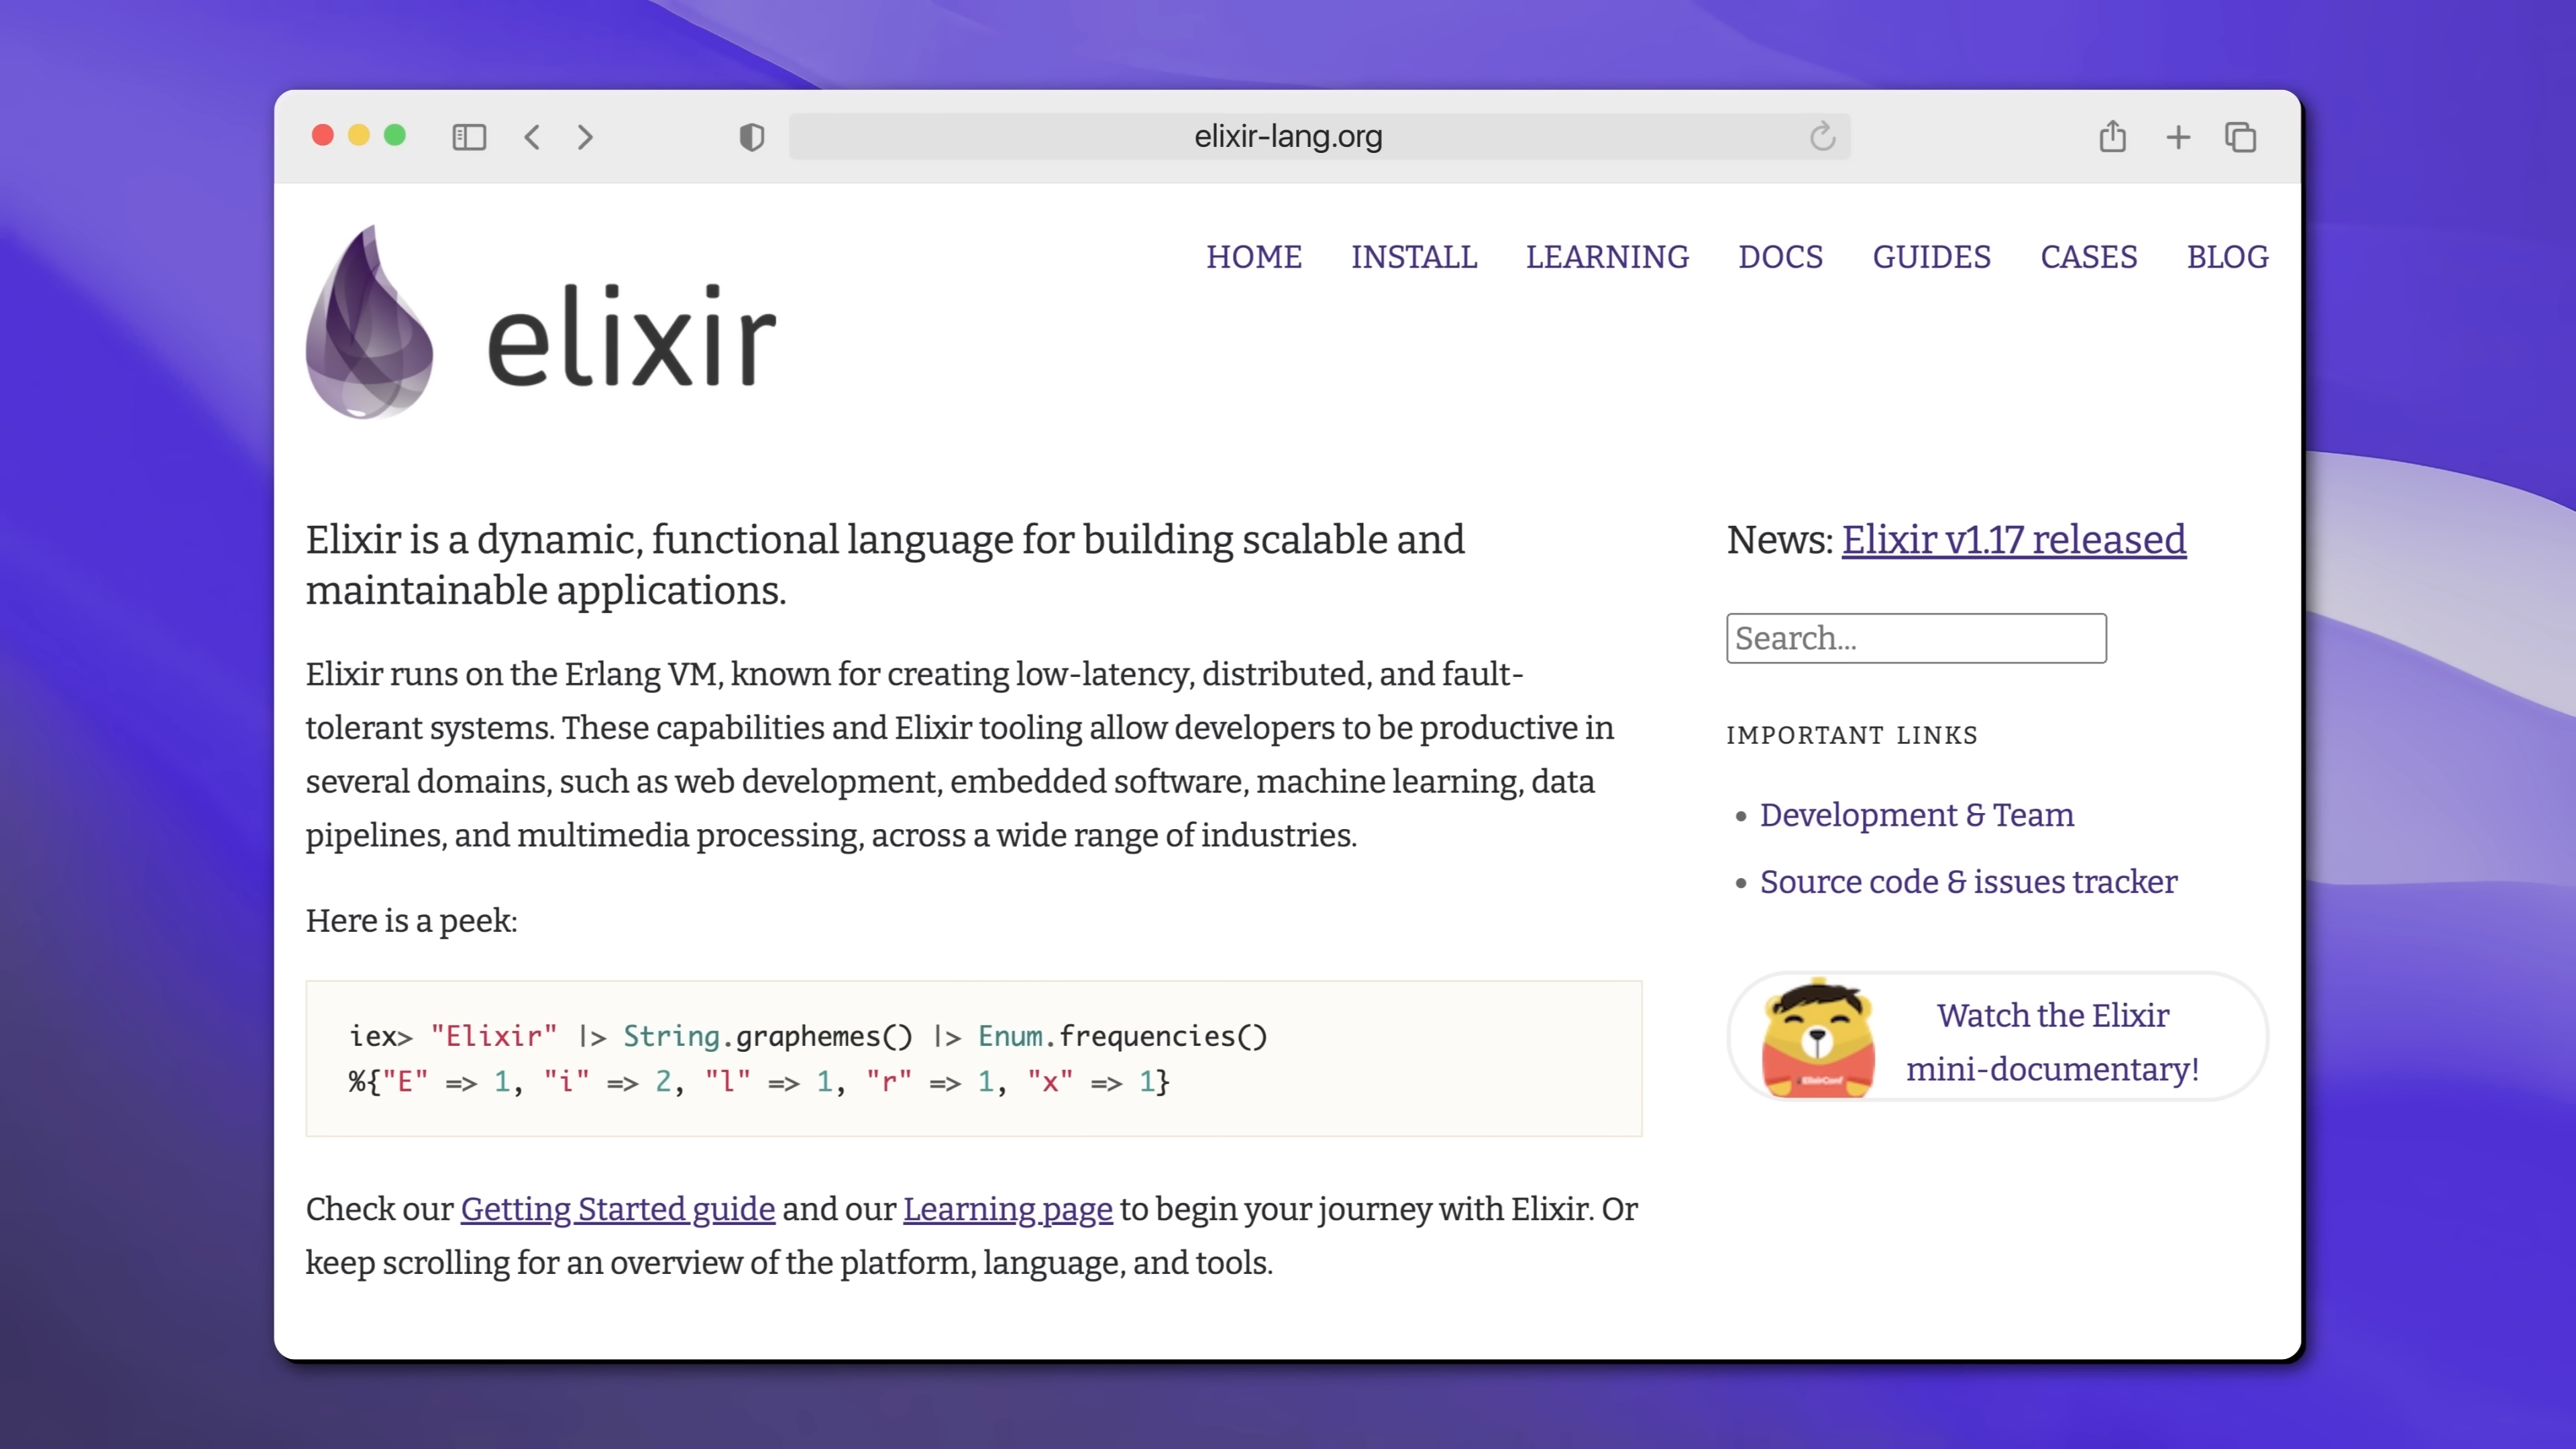 elixir-lang.org
elixir
HOME INSTALL LEARNING DOCS GUIDES CASES BLOG
Elixir is a dynamic, functional language for building scalable and
maintainable applications.
Elixir runs on the Erlang VM, known for creating low-latency, distributed, and fault-
tolerant systems. These capabilities and Elixir tooling allow developers to be productive in
several domains, such as web development, embedded software, machine learning, data
pipelines, and multimedia processing, across a wide range of industries.
Here is a peek:
iex> "Elixir" |> String.graphemes() |> Enum.frequencies()
%{"E" => 1, "i" => 2, "l" => 1, "r" => 1, "x" => 1}
Check our Getting Started guide and our Learning page to begin your journey with Elixir. Or
keep scrolling for an overview of the platform, language, and tools.
News: Elixir v1.17 released
Search...
IMPORTANT LINKS
• Development & Team
• Source code & issues tracker
ElixirConf
Watch the Elixir
mini-documentary!